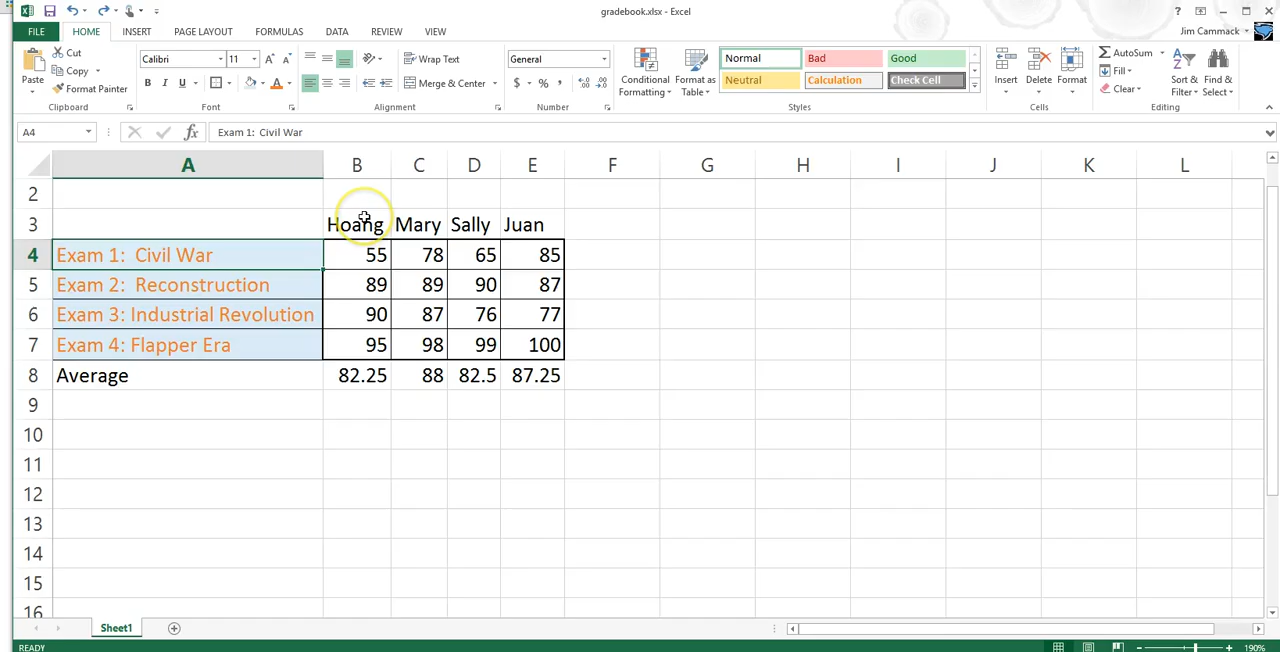 gradebook.xlsx - Excel
?
FILE HOME INSERT PAGE LAYOUT FORMULAS DATA REVIEW VIEW
Jim Cammack
Paste
Cut
Copy
Format Painter
Clipboard
Calibri 11
B I U
Font
Wrap Text
Merge & Center
Alignment
General
$ % ,
Number
Conditional Formatting
Format as Table
Normal Bad Good
Neutral Calculation Check Cell
Styles
Insert Delete Format
Cells
AutoSum
Fill
Clear
Sort & Filter
Find & Select
Editing
A4 fx Exam 1: Civil War
A B C D E F G H I J K L
2
3 Hoang Mary Sally Juan
4 Exam 1: Civil War 55 78 65 85
5 Exam 2: Reconstruction 89 89 90 87
6 Exam 3: Industrial Revolution 90 87 76 77
7 Exam 4: Flapper Era 95 98 99 100
8 Average 82.25 88 82.5 87.25
9
10
11
12
13
14
15
16
Sheet1
READY 190%